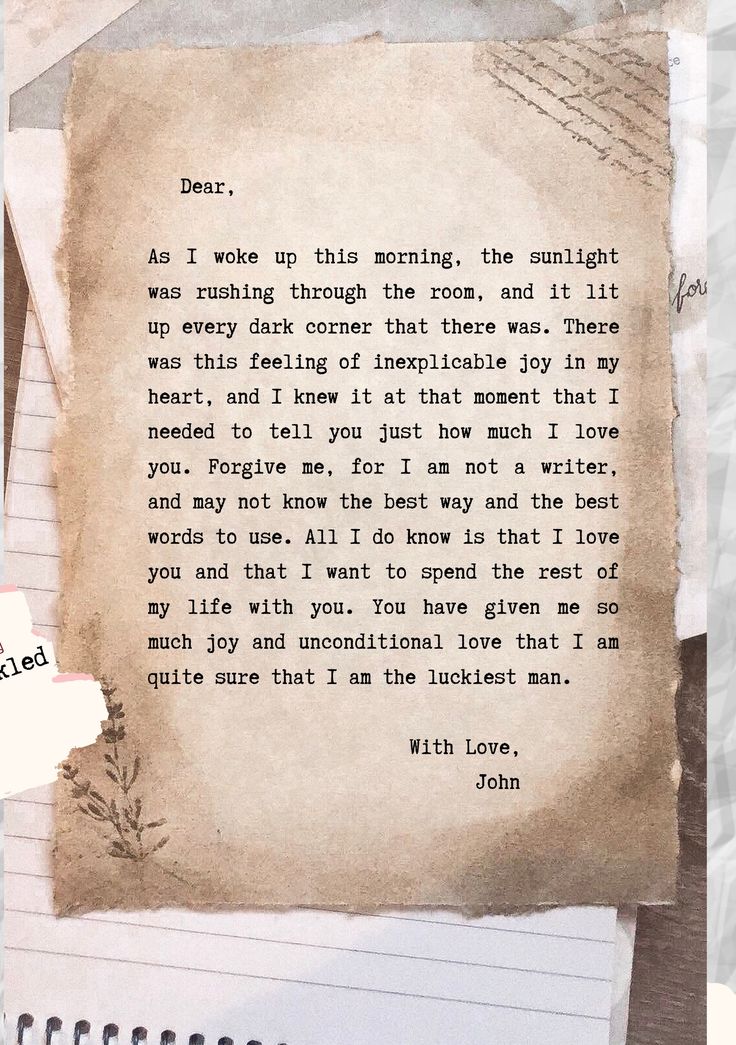 Dear,
As I woke up this morning, the sunlight
was rushing through the room, and it lit
up every dark corner that there was. There
was this feeling of inexplicable joy in my
heart, and I knew it at that moment that I
needed to tell you just how much I love
you. Forgive me, for I am not a writer,
and may not know the best way and the best
words to use. All I do know is that I love
you and that I want to spend the rest of
my life with you. You have given me so
much joy and unconditional love that I am
quite sure that I am the luckiest man.
With Love,
John
kled